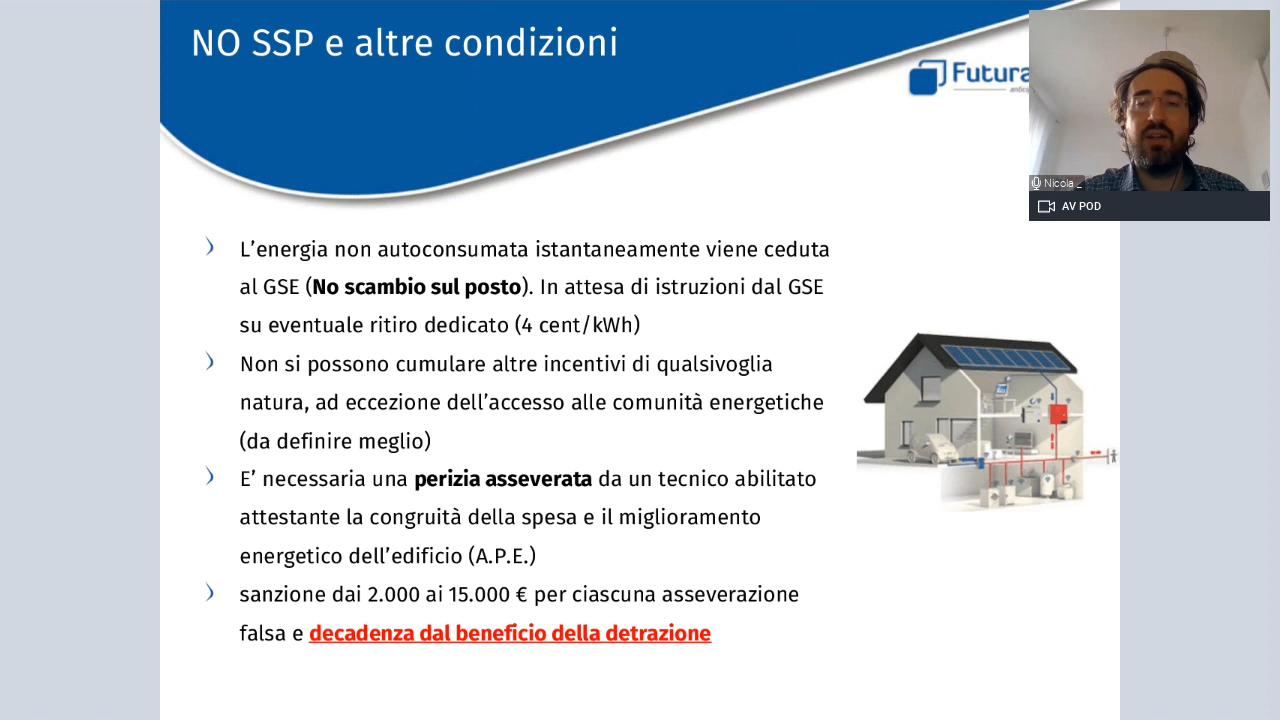 NO SSP e altre condizioni
Futura
Nicola _
AV POD
L’energia non autoconsumata istantaneamente viene ceduta
al GSE (No scambio sul posto). In attesa di istruzioni dal GSE
su eventuale ritiro dedicato (4 cent/kWh)
Non si possono cumulare altre incentivi di qualsivoglia
natura, ad eccezione dell’accesso alle comunità energetiche
(da definire meglio)
E’ necessaria una perizia asseverata da un tecnico abilitato
attestante la congruità della spesa e il miglioramento
energetico dell’edificio (A.P.E.)
sanzione dai 2.000 ai 15.000 € per ciascuna asseverazione
falsa e decadenza dal beneficio della detrazione